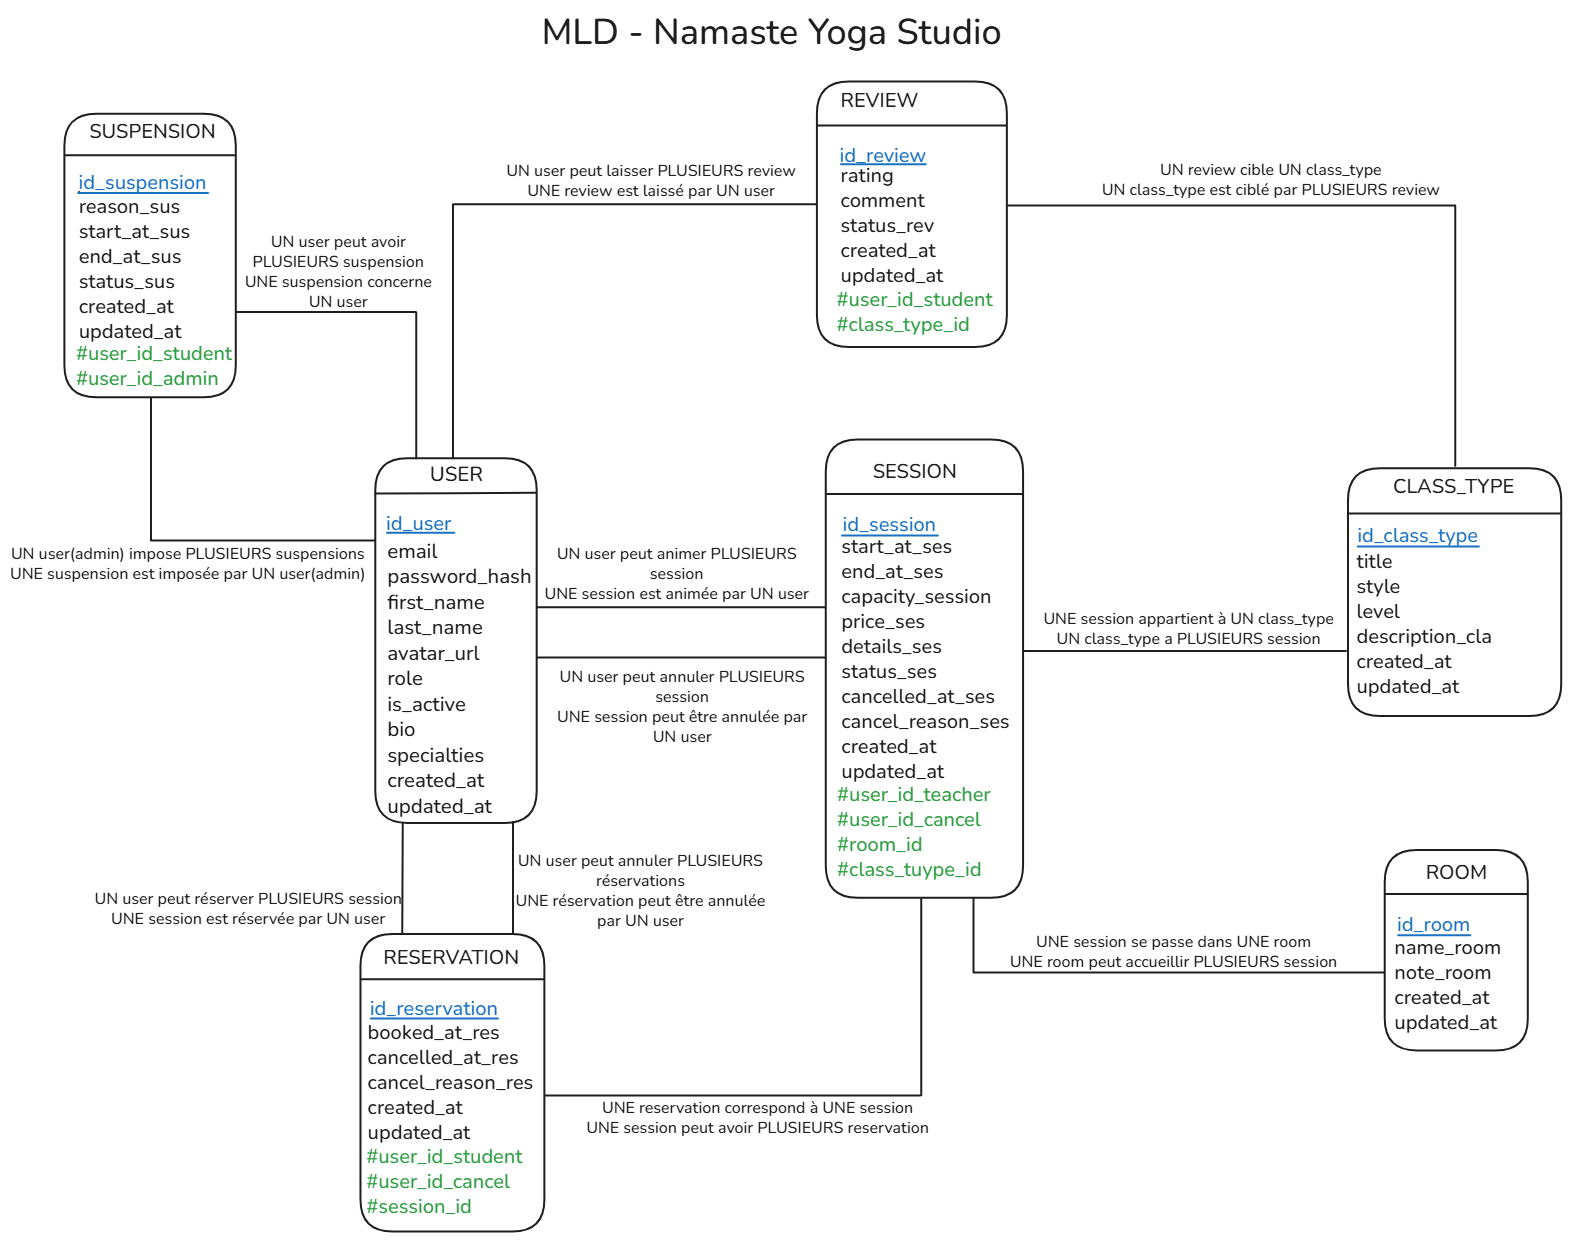 MLD - Namaste Yoga Studio
SUSPENSION
id_suspension
reason_sus
start_at_sus
end_at_sus
status_sus
created_at
updated_at
#user_id_student
#user_id_admin
UN user peut avoir
PLUSIEURS suspension
UNE suspension concerne
UN user
UN user peut laisser PLUSIEURS review
UNE review est laissé par UN user
REVIEW
id_review
rating
comment
status_rev
created_at
updated_at
#user_id_student
#class_type_id
UN review cible UN class_type
UN class_type est ciblé par PLUSIEURS review
UN user(admin) impose PLUSIEURS suspensions
UNE suspension est imposée par UN user(admin)
USER
id_user
email
password_hash
first_name
last_name
avatar_url
role
is_active
bio
specialties
created_at
updated_at
UN user peut animer PLUSIEURS
session
UNE session est animée par UN user
UN user peut annuler PLUSIEURS
session
UNE session peut être annulée par
UN user
SESSION
id_session
start_at_ses
end_at_ses
capacity_session
price_ses
details_ses
status_ses
cancelled_at_ses
cancel_reason_ses
created_at
updated_at
#user_id_teacher
#user_id_cancel
#room_id
#class_tuype_id
UNE session appartient à UN class_type
UN class_type a PLUSIEURS session
CLASS_TYPE
id_class_type
title
style
level
description_cla
created_at
updated_at
UN user peut réserver PLUSIEURS session
UNE session est réservée par UN user
UN user peut annuler PLUSIEURS
réservations
UNE réservation peut être annulée
par UN user
RESERVATION
id_reservation
booked_at_res
cancelled_at_res
cancel_reason_res
created_at
updated_at
#user_id_student
#user_id_cancel
#session_id
UNE reservation correspond à UNE session
UNE session peut avoir PLUSIEURS reservation
UNE session se passe dans UNE room
UNE room peut accueillir PLUSIEURS session
ROOM
id_room
name_room
note_room
created_at
updated_at